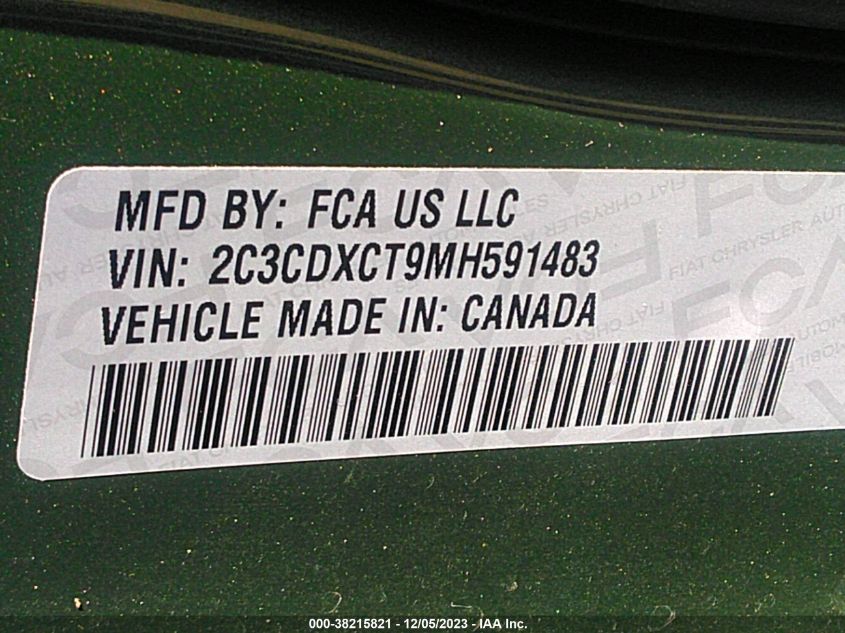 MFD BY: FCA US LLC
VIN: 2C3CDXCT9MH591483
VEHICLE MADE IN: CANADA
000-38215821 - 12/05/2023 - IAA Inc.